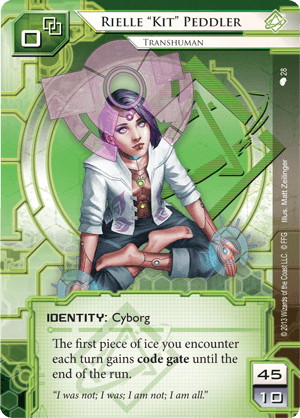 0
RIELLE "KIT" PEDDLER
TRANSHUMAN
28
Illus. Matt Zeilinger
© 2013 Wizards of the Coast LLC. © FFG
IDENTITY: Cyborg
The first piece of ice you encounter
each turn gains code gate until the
end of the run.
"I was not; I was; I am not; I am all."
45
10